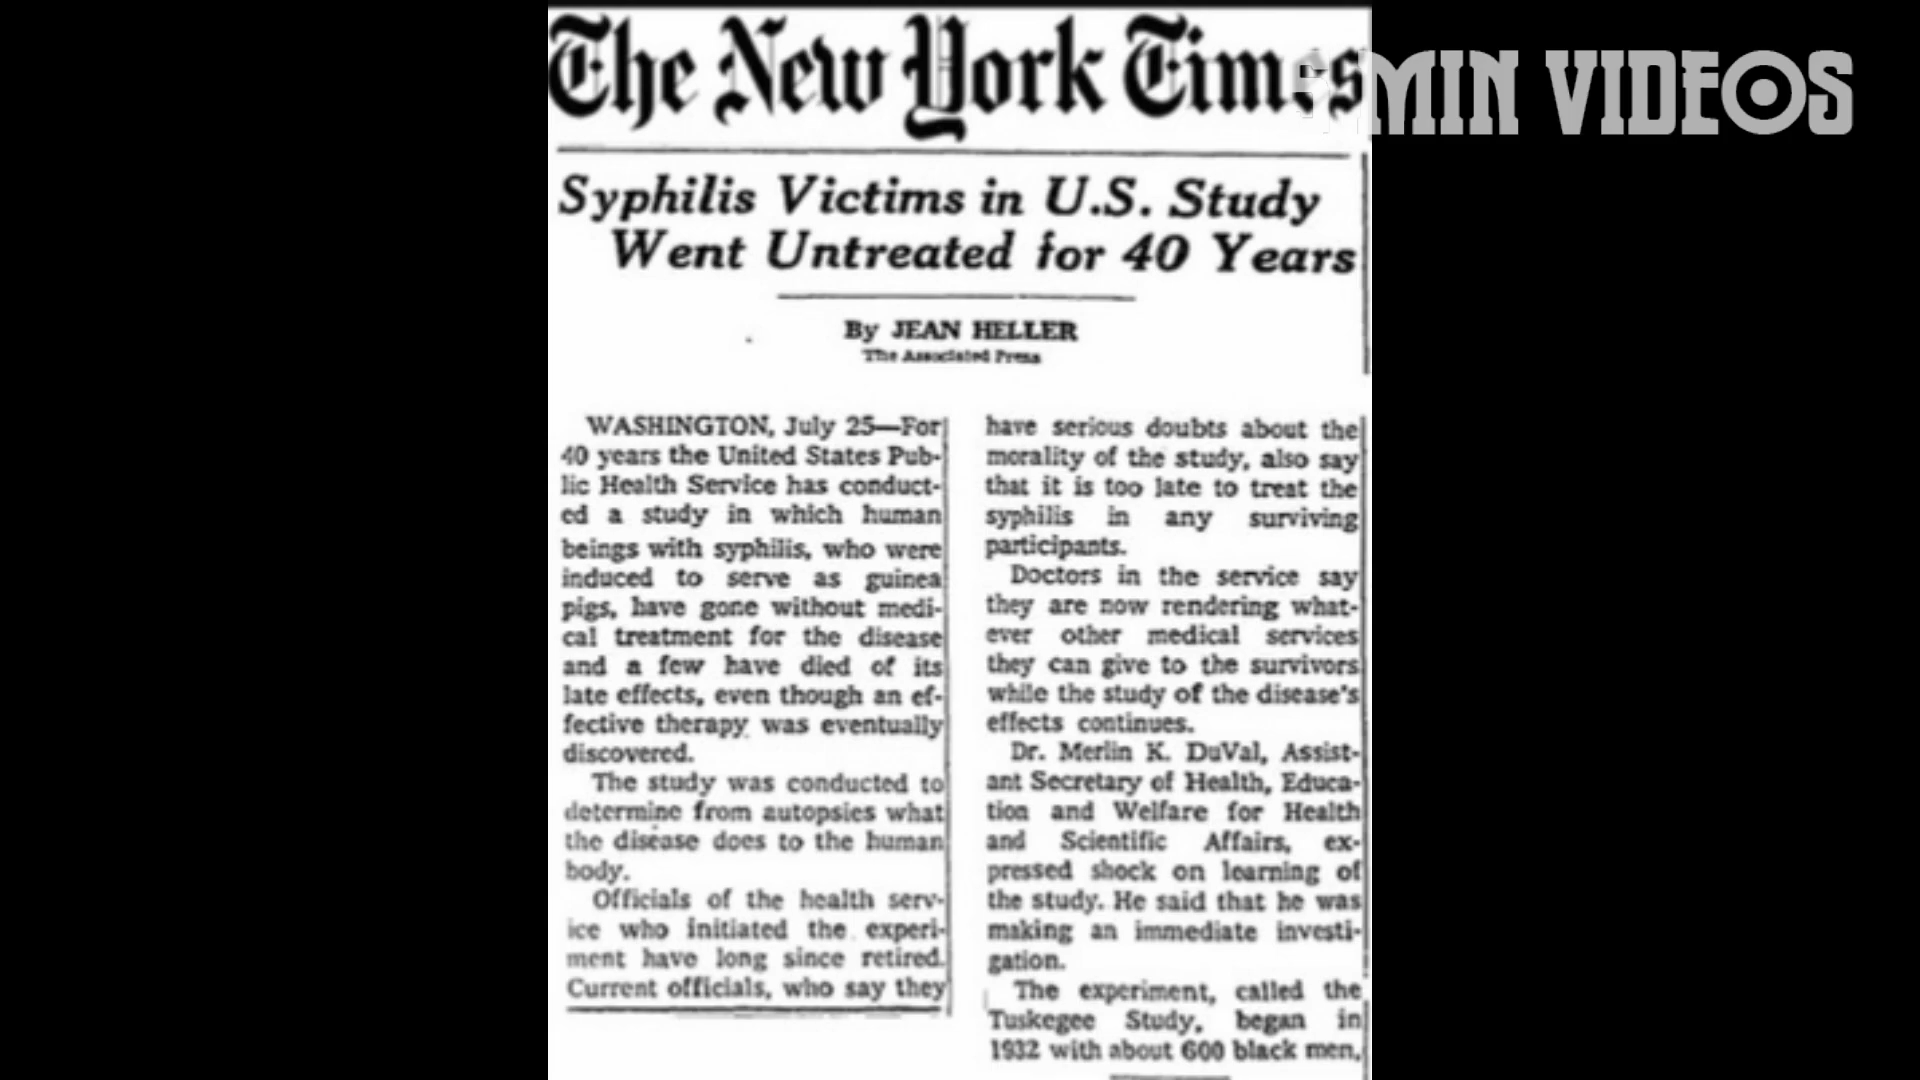 The New York Times
MIN VIDEOS
Syphilis Victims in U.S. Study
Went Untreated for 40 Years
By JEAN HELLER
The Associated Press
WASHINGTON, July 25—For
40 years the United States Pub-
lic Health Service has conduct-
ed a study in which human
beings with syphilis, who were
induced to serve as guinea
pigs, have gone without medi-
cal treatment for the disease
and a few have died of its
late effects, even though an ef-
fective therapy was eventually
discovered.
The study was conducted to
determine from autopsies what
the disease does to the human
body.
Officials of the health serv-
ice who initiated the experi-
ment have long since retired.
Current officials, who say they
have serious doubts about the
morality of the study, also say
that it is too late to treat the
syphilis in any surviving
participants.
Doctors in the service say
they are now rendering what-
ever other medical services
they can give to the survivors
while the study of the disease's
effects continues.
Dr. Merlin K. DuVal, Assist-
ant Secretary of Health, Educa-
tion and Welfare for Health
and Scientific Affairs, ex-
pressed shock on learning of
the study. He said that he was
making an immediate investi-
gation.
The experiment, called the
Tuskegee Study, began in
1932 with about 600 black men,